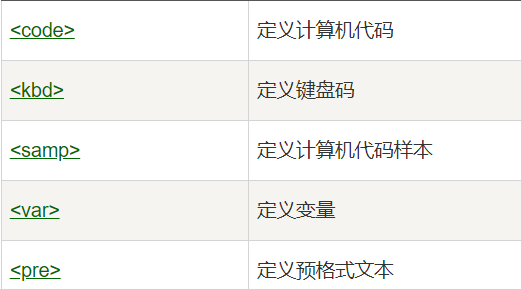 <code> 定义计算机代码
<kbd> 定义键盘码
<samp> 定义计算机代码样本
<var> 定义变量
<pre> 定义预格式文本